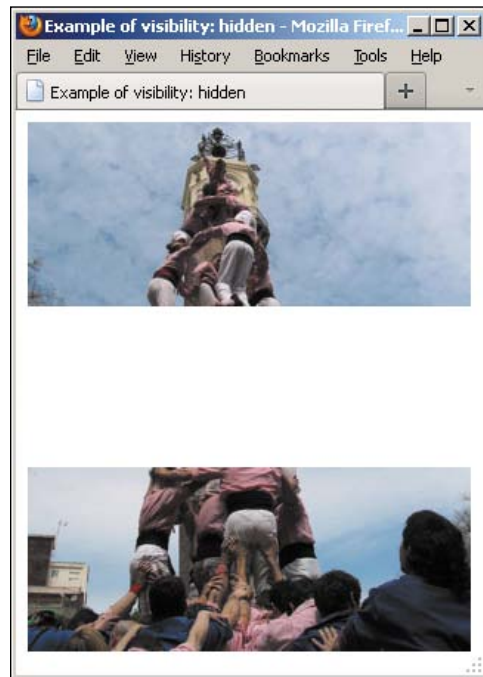 Example of visibility: hidden - Mozilla Firef...
File Edit View History Bookmarks Tools Help
Example of visibility: hidden